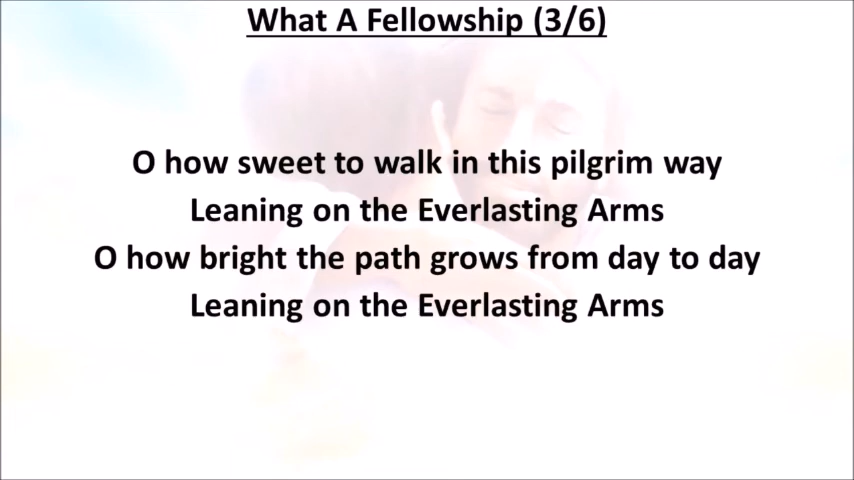 What A Fellowship (3/6)
O how sweet to walk in this pilgrim way
Leaning on the Everlasting Arms
O how bright the path grows from day to day
Leaning on the Everlasting Arms